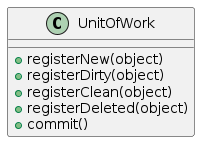 C UnitOfWork
registerNew(object)
registerDirty(object)
registerClean(object)
registerDeleted(object)
commit()